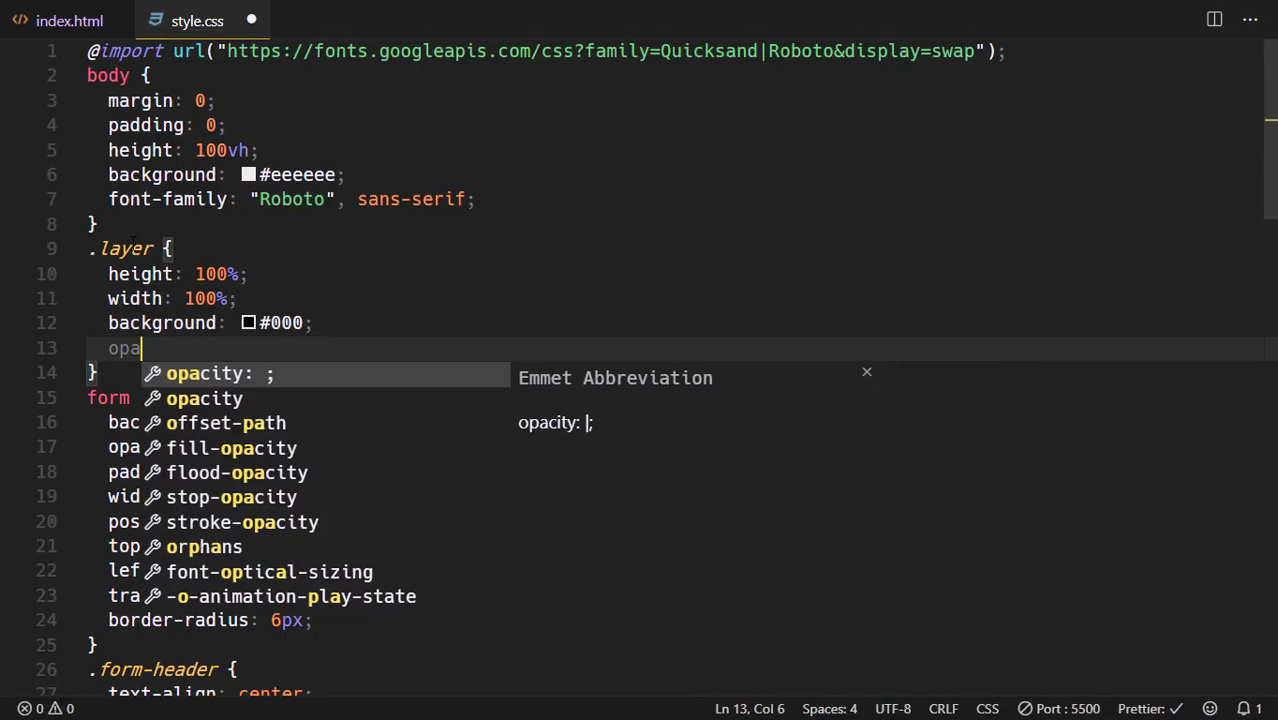 index.html style.css
1 @import url("https://fonts.googleapis.com/css?family=Quicksand|Roboto&display=swap");
2 body {
3 margin: 0;
4 padding: 0;
5 height: 100vh;
6 background: #eeeeee;
7 font-family: "Roboto", sans-serif;
8 }
9 .layer {
10 height: 100%;
11 width: 100%;
12 background: #000;
13 opa
14 } opacity: ; Emmet Abbreviation
15 form opacity
16 bac offset-path opacity: |;
17 opa fill-opacity
18 pad flood-opacity
19 wid stop-opacity
20 pos stroke-opacity
21 top orphans
22 lef font-optical-sizing
23 tra -o-animation-play-state
24 border-radius: 6px;
25 }
26 .form-header {
27 text-align: center;
0 0 Ln 13, Col 6 Spaces: 4 UTF-8 CRLF CSS Port : 5500 Prettier: 1